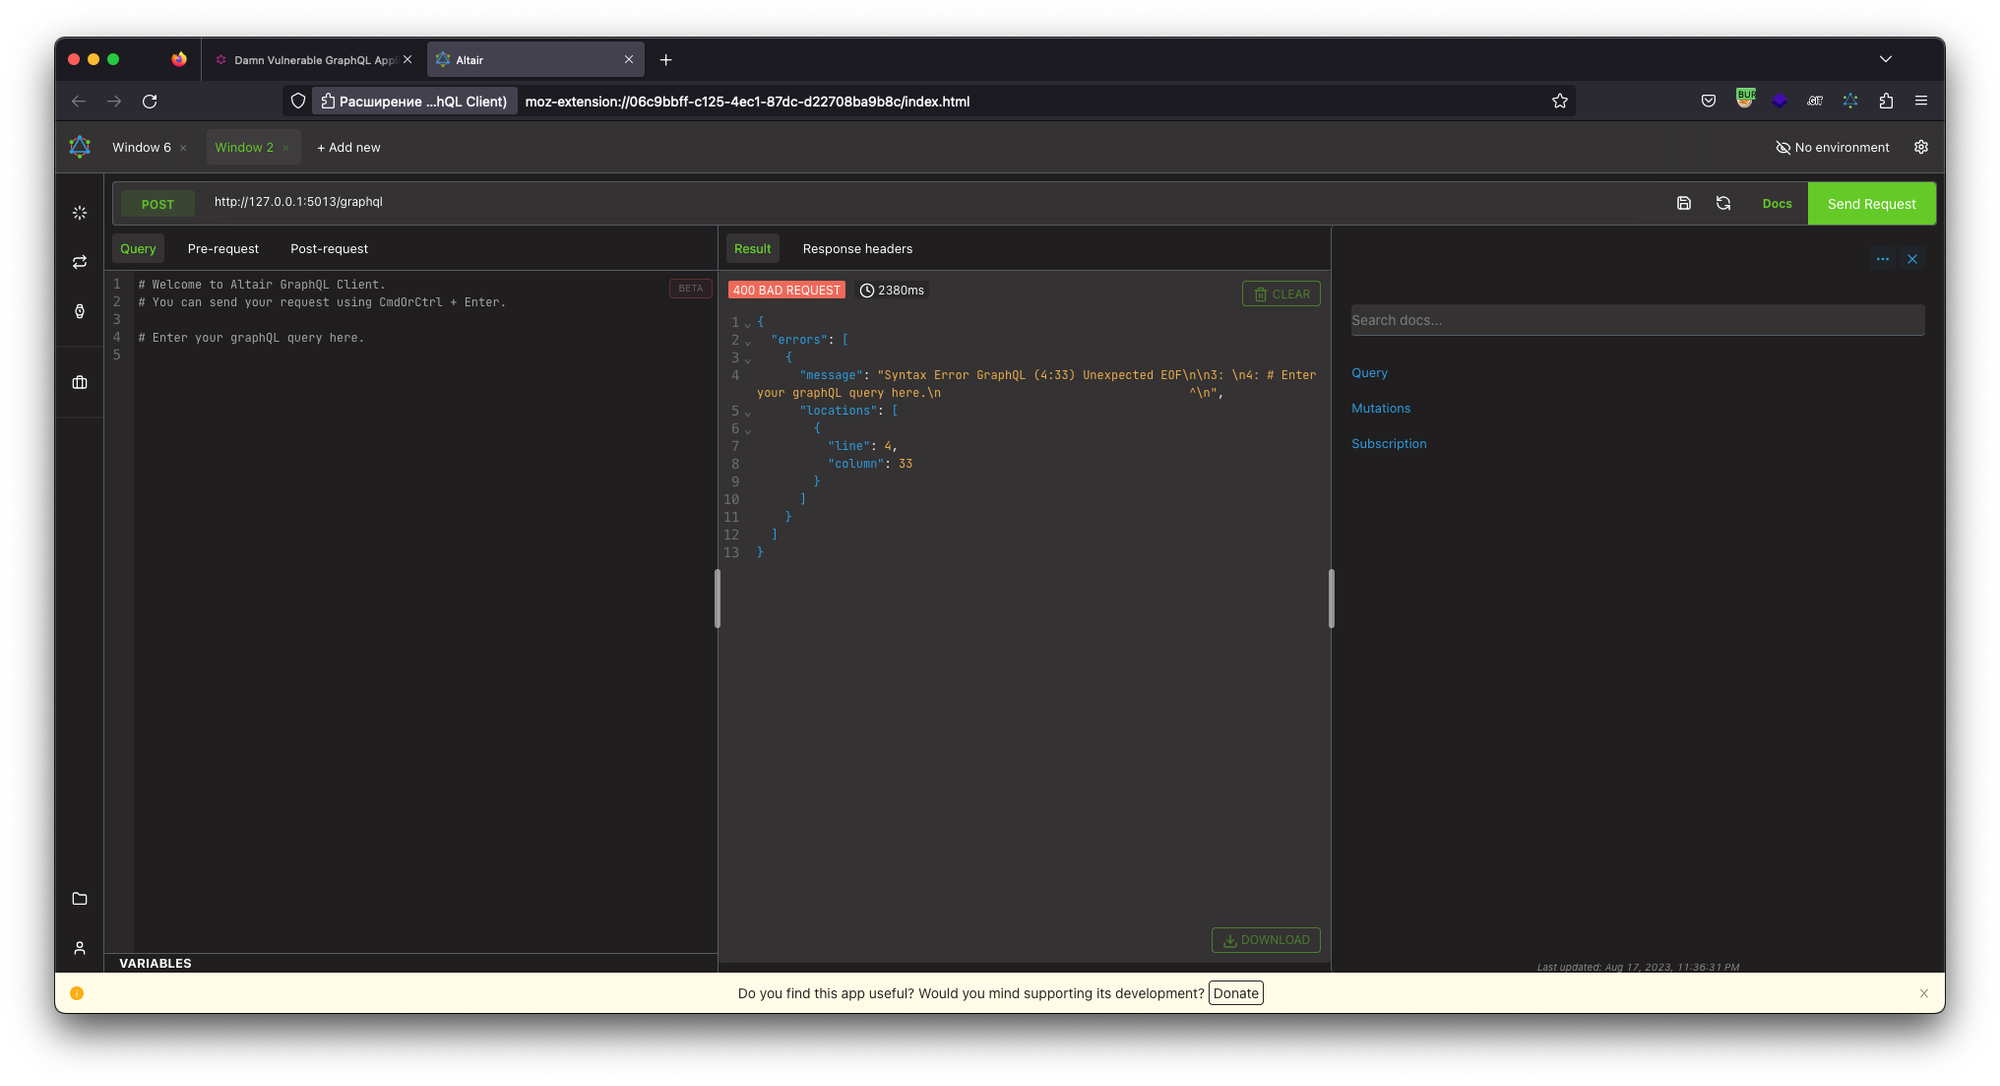 Damn Vulnerable GraphQL Appl
Altair
Расширение ...hQL Client)
moz-extension://06c9bbff-c125-4ec1-87dc-d22708ba9b8c/index.html
BUR
.GIT
Window 6
Window 2
+ Add new
No environment
POST
http://127.0.0.1:5013/graphql
Docs
Send Request
Query
Pre-request
Post-request
BETA
1 # Welcome to Altair GraphQL Client.
2 # You can send your request using CmdOrCtrl + Enter.
3
4 # Enter your graphQL query here.
5
VARIABLES
Result
Response headers
400 BAD REQUEST
2380ms
CLEAR
1 {
2 "errors": [
3 {
4 "message": "Syntax Error GraphQL (4:33) Unexpected EOF\n\n3: \n4: # Enter
your graphQL query here.\n ^\n",
5 "locations": [
6 {
7 "line": 4,
8 "column": 33
9 }
10 ]
11 }
12 ]
13 }
DOWNLOAD
Search docs...
Query
Mutations
Subscription
Last updated: Aug 17, 2023, 11:36:31 PM
Do you find this app useful? Would you mind supporting its development? Donate